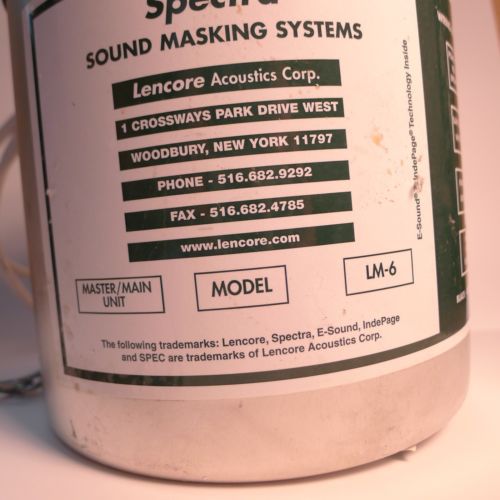 Spectra
SOUND MASKING SYSTEMS
Lencore Acoustics Corp.
1 CROSSWAYS PARK DRIVE WEST
WOODBURY, NEW YORK 11797
PHONE - 516.682.9292
FAX - 516.682.4785
www.lencore.com
MASTER/MAIN
UNIT
MODEL
LM-6
The following trademarks: Lencore, Spectra, E-Sound, IndePage
and SPEC are trademarks of Lencore Acoustics Corp.
E-Sound® & IndePage® Technology Inside